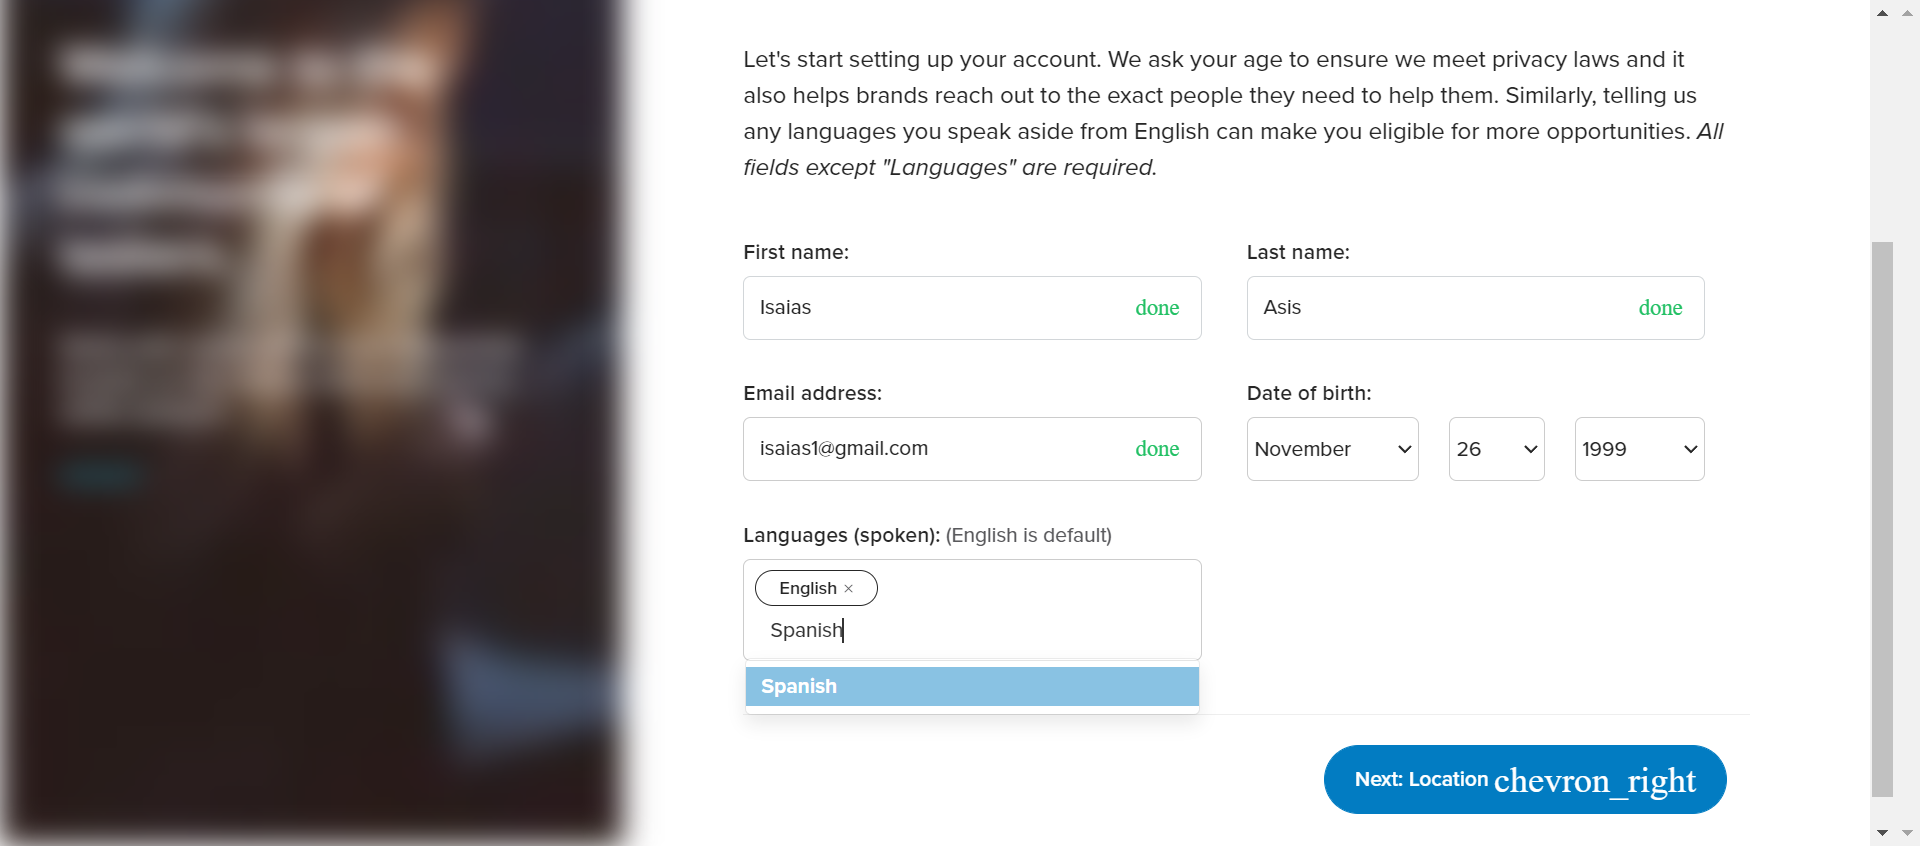 Let's start setting up your account. We ask your age to ensure we meet privacy laws and it
also helps brands reach out to the exact people they need to help them. Similarly, telling us
any languages you speak aside from English can make you eligible for more opportunities. All
fields except "Languages" are required.
First name:
Last name:
Isaias done
Asis done
Email address:
Date of birth:
isaias1@gmail.com done
November 26 1999
Languages (spoken): (English is default)
English ×
Spanish
Spanish
Next: Location chevron_right